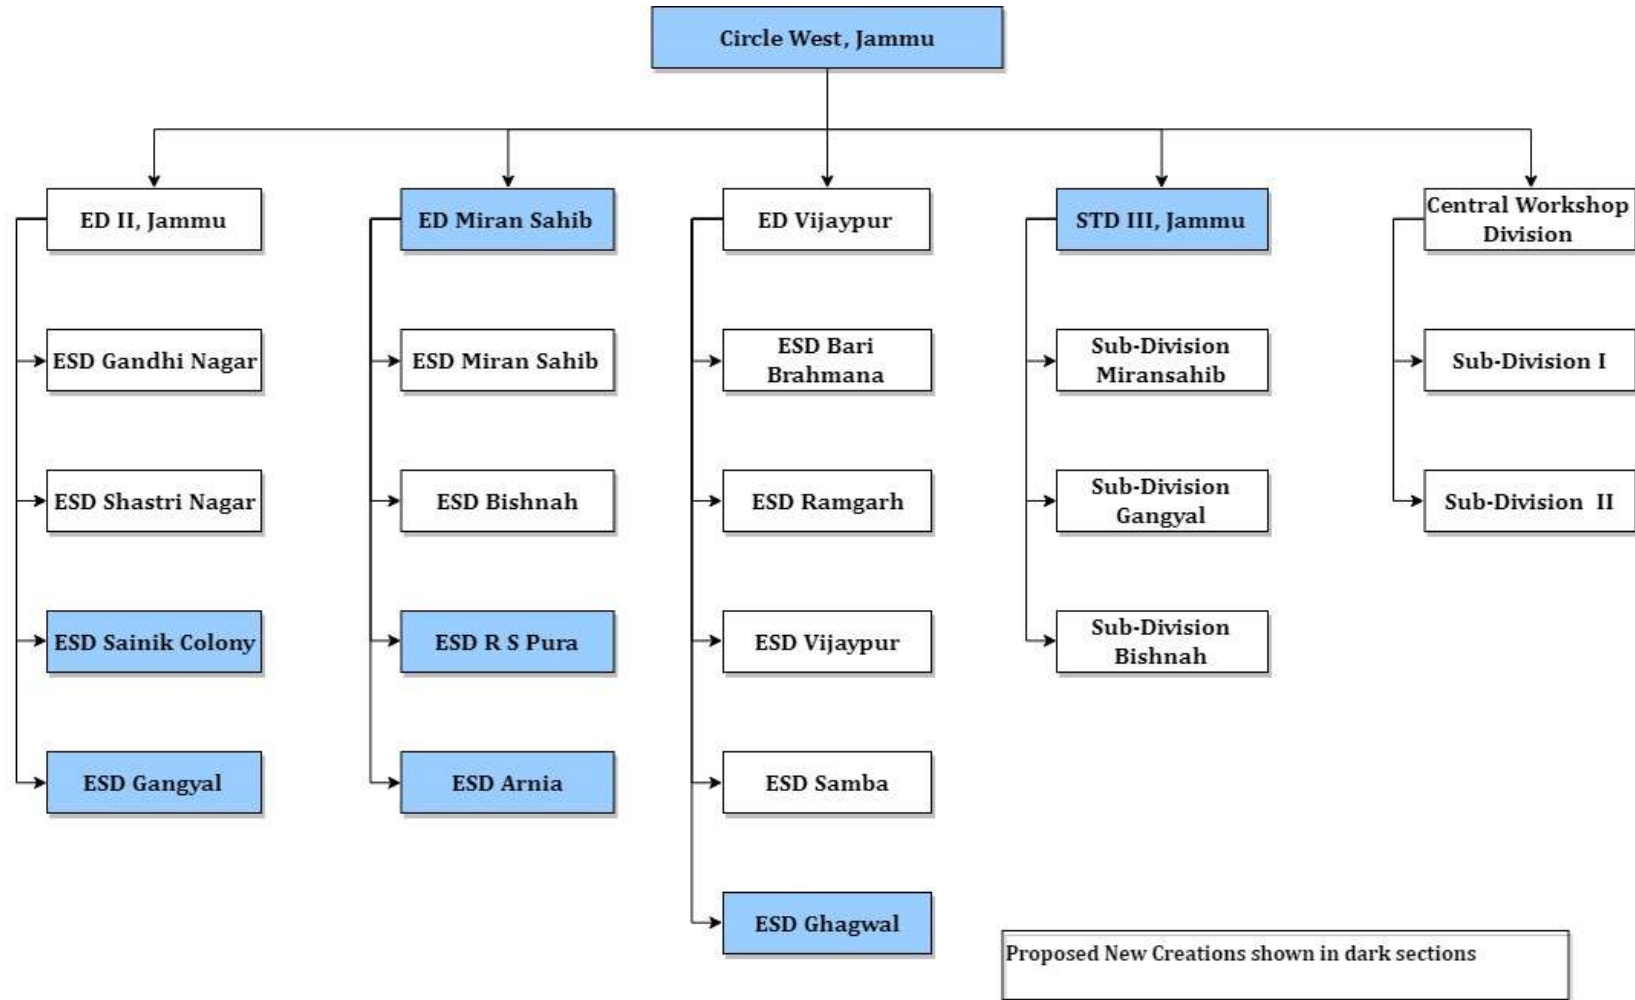 Circle West, Jammu
ED II, Jammu
ED Miran Sahib
ED Vijaypur
STD III, Jammu
Central Workshop
Division
ESD Gandhi Nagar
ESD Miran Sahib
ESD Bari
Brahmana
Sub-Division
Miransahib
Sub-Division I
ESD Shastri Nagar
ESD Bishnah
ESD Ramgarh
Sub-Division
Gangyal
Sub-Division  II
ESD Sainik Colony
ESD R S Pura
ESD Vijaypur
Sub-Division
Bishnah
ESD Gangyal
ESD Arnia
ESD Samba
ESD Ghagwal
Proposed New Creations shown in dark sections